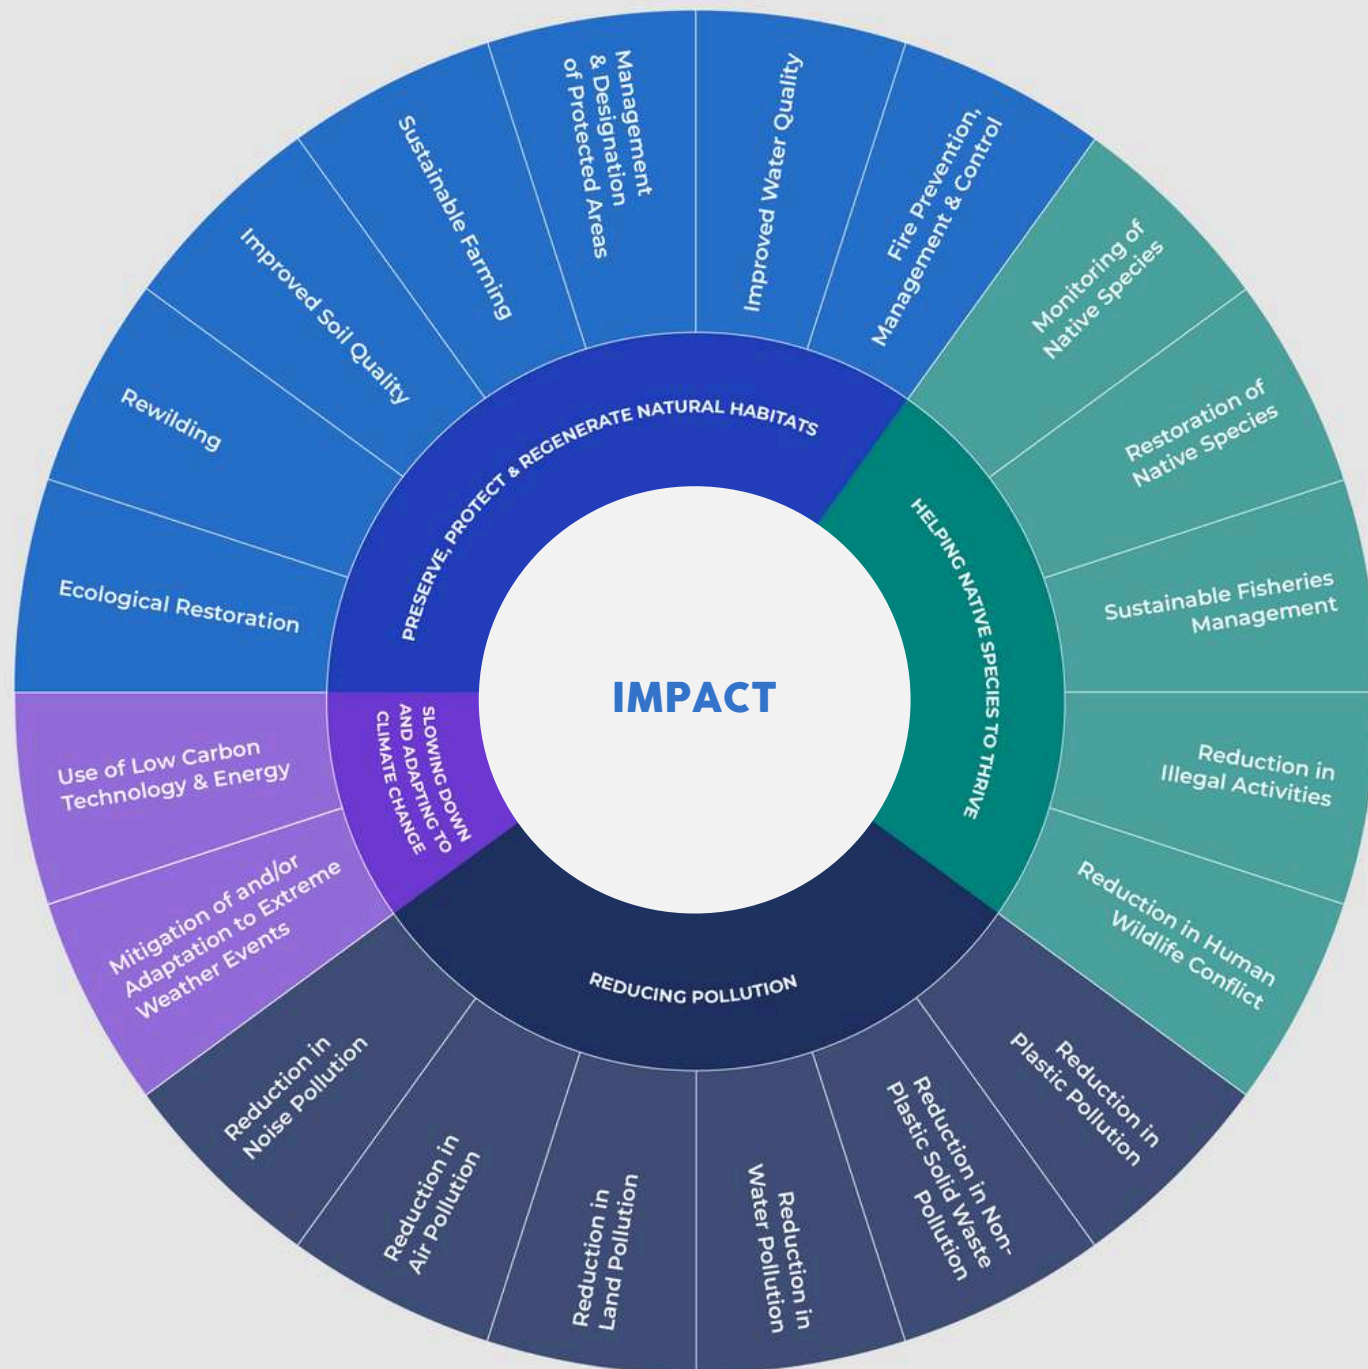 IMPACT
PRESERVE, PROTECT & REGENERATE NATURAL HABITATS
Ecological Restoration
Rewilding
Improved Soil Quality
Sustainable Farming
Management
& Designation
of Protected Areas
Improved Water Quality
Fire Prevention,
Management & Control
HELPING NATIVE SPECIES TO THRIVE
Monitoring of
Native Species
Restoration of
Native Species
Sustainable Fisheries
Management
Reduction in
Illegal Activities
Reduction in Human
Wildlife Conflict
REDUCING POLLUTION
Reduction in
Plastic Pollution
Reduction in Non-
Plastic Solid Waste
Pollution
Reduction in
Water Pollution
Reduction in
Land Pollution
Reduction in
Air Pollution
Reduction in
Noise Pollution
SLOWING DOWN
AND ADAPTING TO
CLIMATE CHANGE
Mitigation of and/or
Adaptation to Extreme
Weather Events
Use of Low Carbon
Technology & Energy